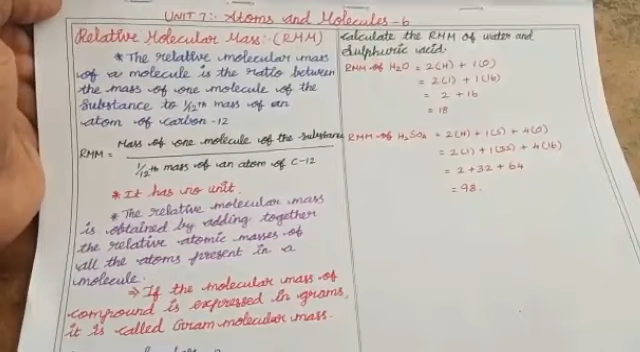 UNIT 7:- Atoms and Molecules - 6
Relative Molecular Mass:- (RMM)
* The relative molecular mass
of a molecule is the ratio between
the mass of one molecule of the
substance to 1/12th mass of an
atom of carbon-12
RMM = Mass of one molecule of the substance
1/12th mass of an atom of C-12
* It has no unit.
* The relative molecular mass
is obtained by adding together
the relative atomic masses of
all the atoms present in a
molecule.
⇒ If the molecular mass of
compound is expressed in grams,
it is called Gram molecular mass.
Calculate the RMM of water and
sulphuric acid.
RMM of H₂O = 2(H) + 1(O)
= 2(1) + 1(16)
= 2 + 16
= 18
RMM of H₂SO₄ = 2(H) + 1(S) + 4(O)
= 2(1) + 1(32) + 4(16)
= 2 + 32 + 64
= 98.